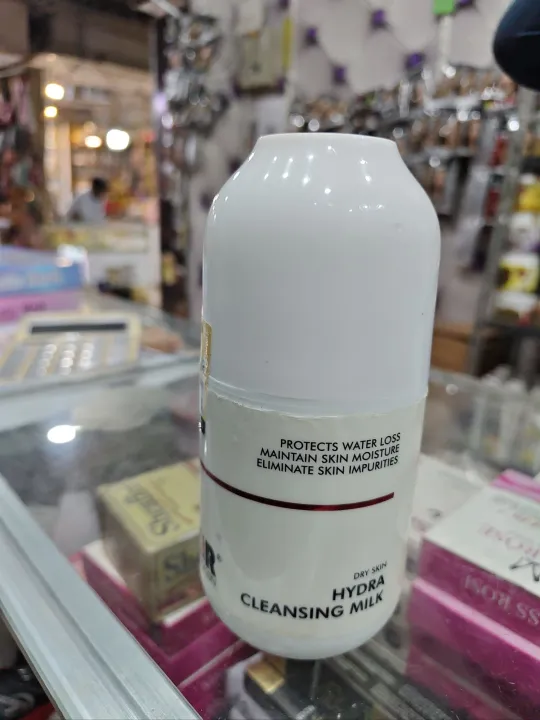 PROTECTS WATER LOSS
MAINTAIN SKIN MOISTURE
ELIMINATE SKIN IMPURITIES
DRY SKIN
HYDRA
CLEANSING MILK